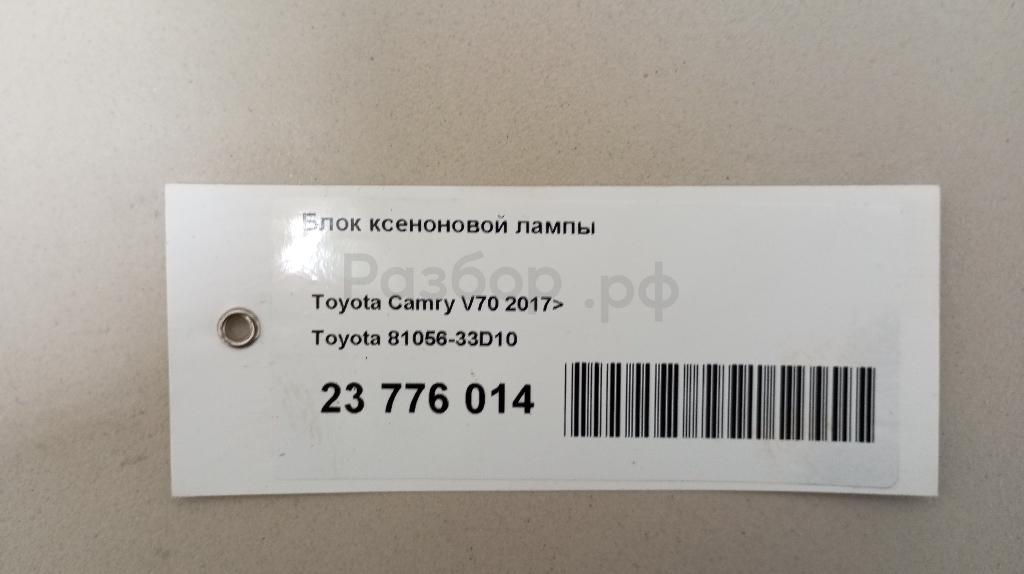 Блок ксеноновой лампы
Разбор.рф
Toyota Camry V70 2017>
Toyota 81056-33D10
23 776 014